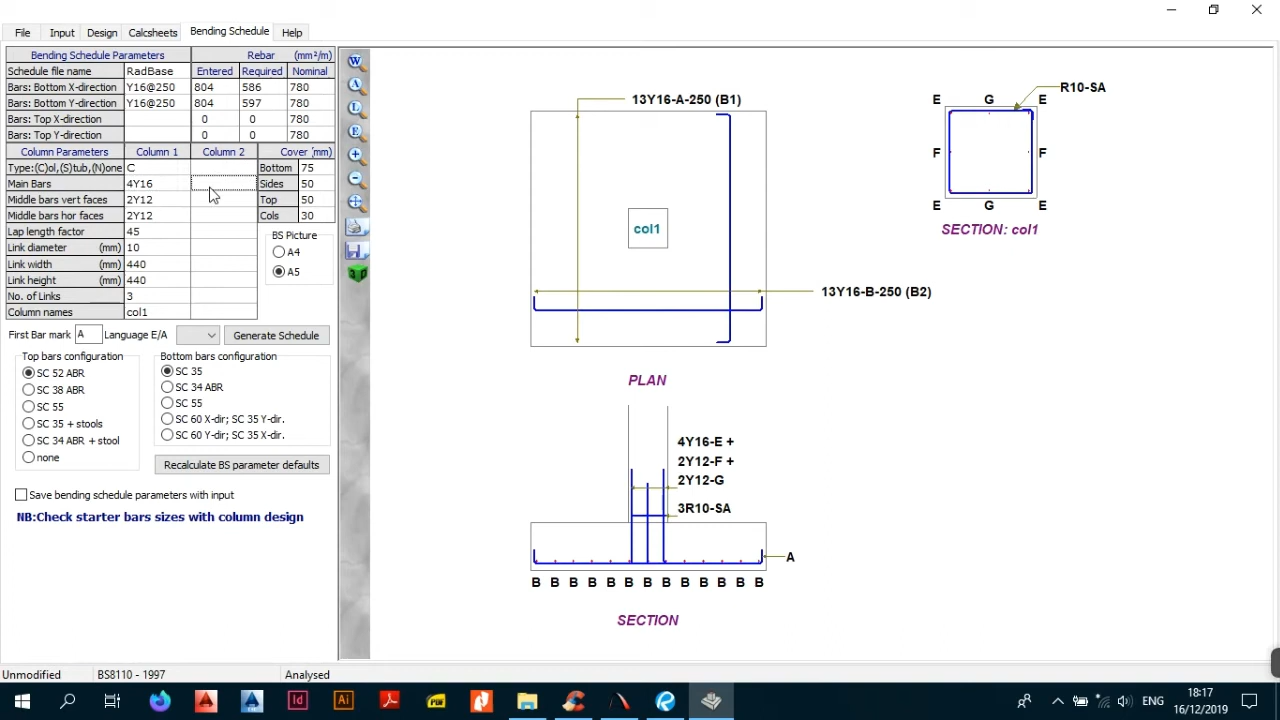 File Input Design Calcsheets Bending Schedule Help
Bending Schedule Parameters Rebar (mm²/m)
Schedule file name RadBase Entered Required Nominal
Bars: Bottom X-direction Y16@250 804 586 780
Bars: Bottom Y-direction Y16@250 804 597 780
Bars: Top X-direction 0 0 780
Bars: Top Y-direction 0 0 780
Column Parameters Column 1 Column 2 Cover (mm)
Type:(C)ol,(S)tub,(N)one C Bottom 75
Main Bars 4Y16 Sides 50
Middle bars vert faces 2Y12 Top 50
Middle bars hor faces 2Y12 Cols 30
Lap length factor 45
Link diameter (mm) 10
Link width (mm) 440
Link height (mm) 440
No. of Links 3
Column names col1
BS Picture
A4
A5
First Bar mark A Language E/A Generate Schedule
Top bars configuration
SC 52 ABR
SC 38 ABR
SC 55
SC 35 + stools
SC 34 ABR + stool
none
Bottom bars configuration
SC 35
SC 34 ABR
SC 55
SC 60 X-dir; SC 35 Y-dir.
SC 60 Y-dir; SC 35 X-dir.
Recalculate BS parameter defaults
Save bending schedule parameters with input
NB:Check starter bars sizes with column design
W
A
L
E
3D
13Y16-A-250 (B1)
col1
13Y16-B-250 (B2)
PLAN
R10-SA
E G E
F F
E G E
SECTION: col1
4Y16-E +
2Y12-F +
2Y12-G
3R10-SA
A
B B B B B B B B B B B B B
SECTION
Unmodified BS8110 - 1997 Analysed
Id Ai PDF ENG 18:17
16/12/2019